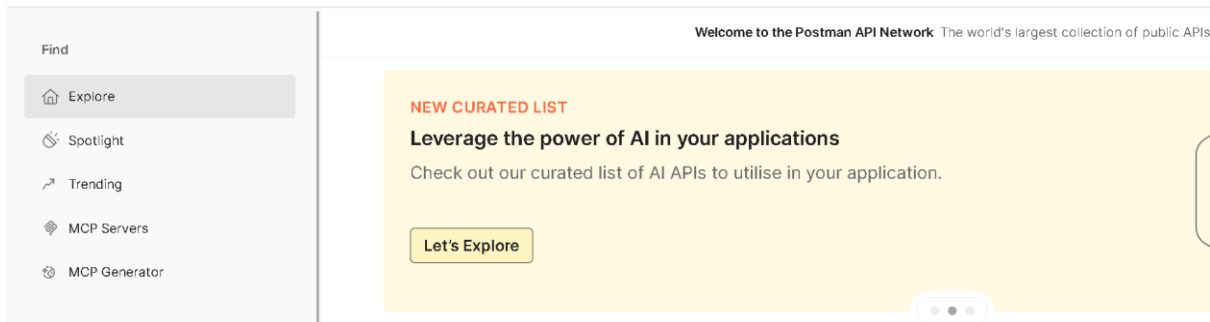 Welcome to the Postman API Network The world's largest collection of public APIs
Find
Explore
Spotlight
Trending
MCP Servers
MCP Generator
NEW CURATED LIST
Leverage the power of AI in your applications
Check out our curated list of AI APIs to utilise in your application.
Let's Explore